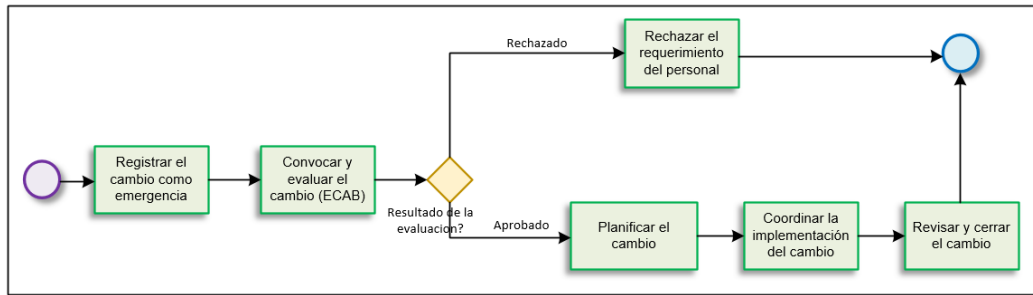 Registrar el
cambio como
emergencia
Convocar y
evaluar el
cambio (ECAB)
Resultado de la
evaluacion?
Rechazado
Rechazar el
requerimiento
del personal
Aprobado
Planificar el
cambio
Coordinar la
implementación
del cambio
Revisar y cerrar
el cambio